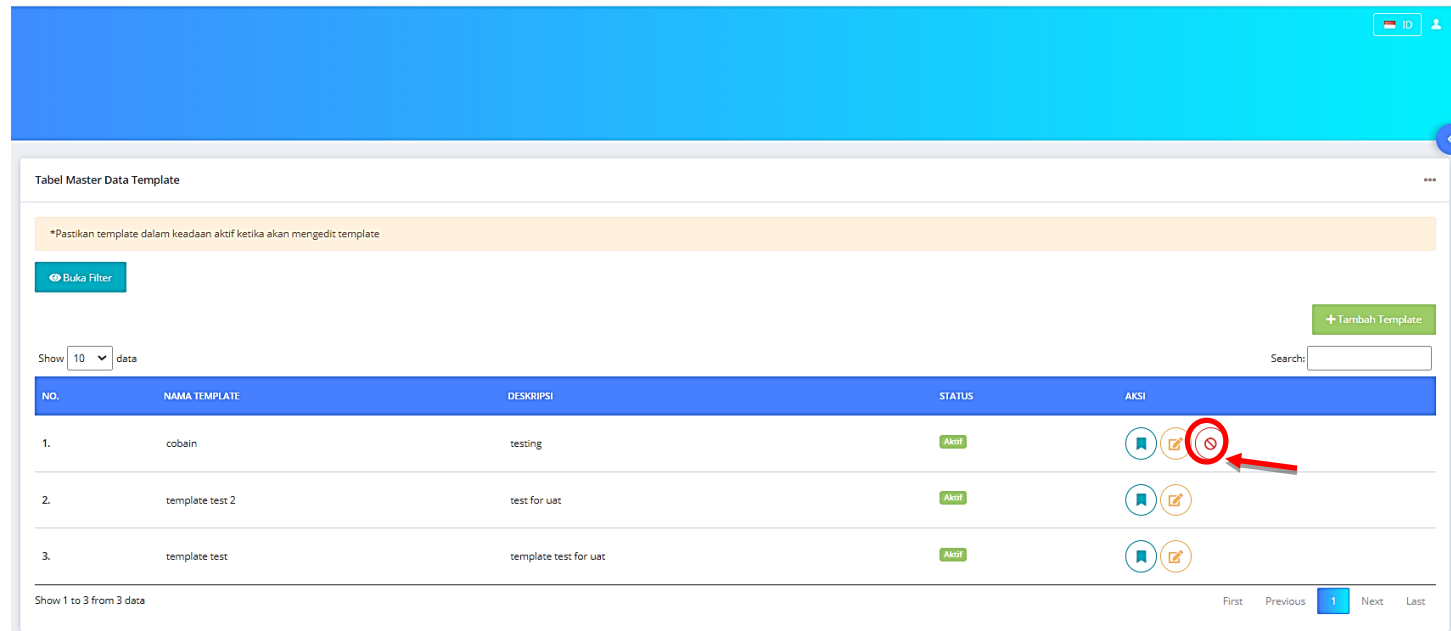 ID
Tabel Master Data Template
*Pastikan template dalam keadaan aktif ketika akan mengedit template
Buka Filter
+Tambah Template
Show 10 data
Search:
NO. NAMA TEMPLATE DESKRIPSI STATUS AKSI
1. cobain testing Aktif
2. template test 2 test for uat Aktif
3. template test template test for uat Aktif
Show 1 to 3 from 3 data
First Previous 1 Next Last